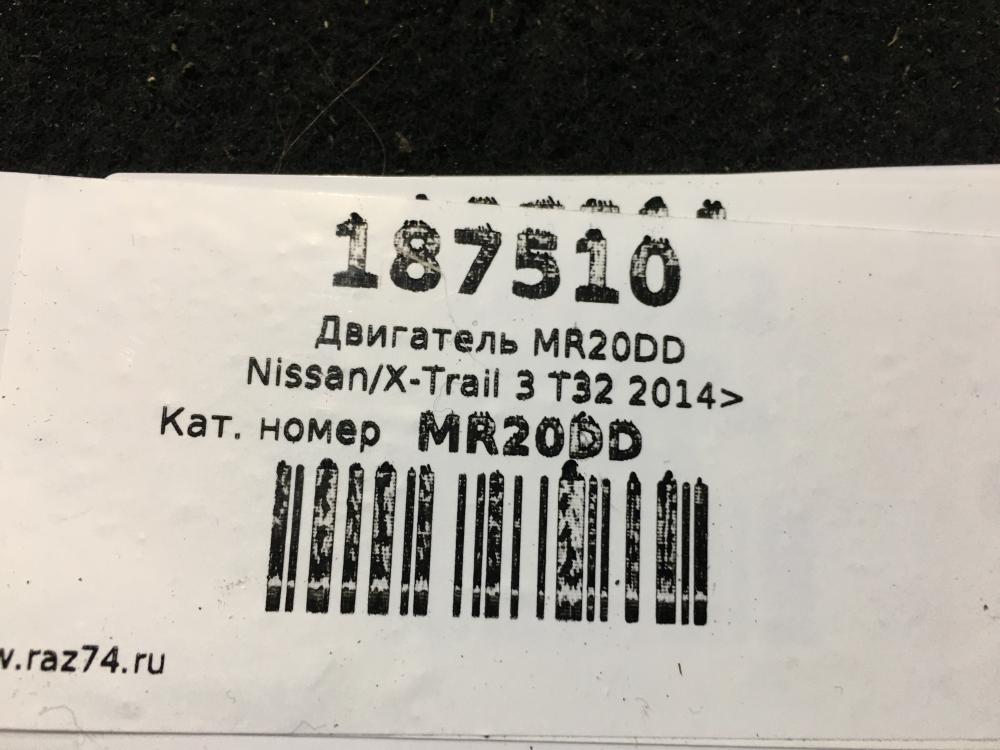 187510
Двигатель MR20DD
Nissan/X-Trail 3 T32 2014>
Кат. номер MR20DD
w.raz74.ru